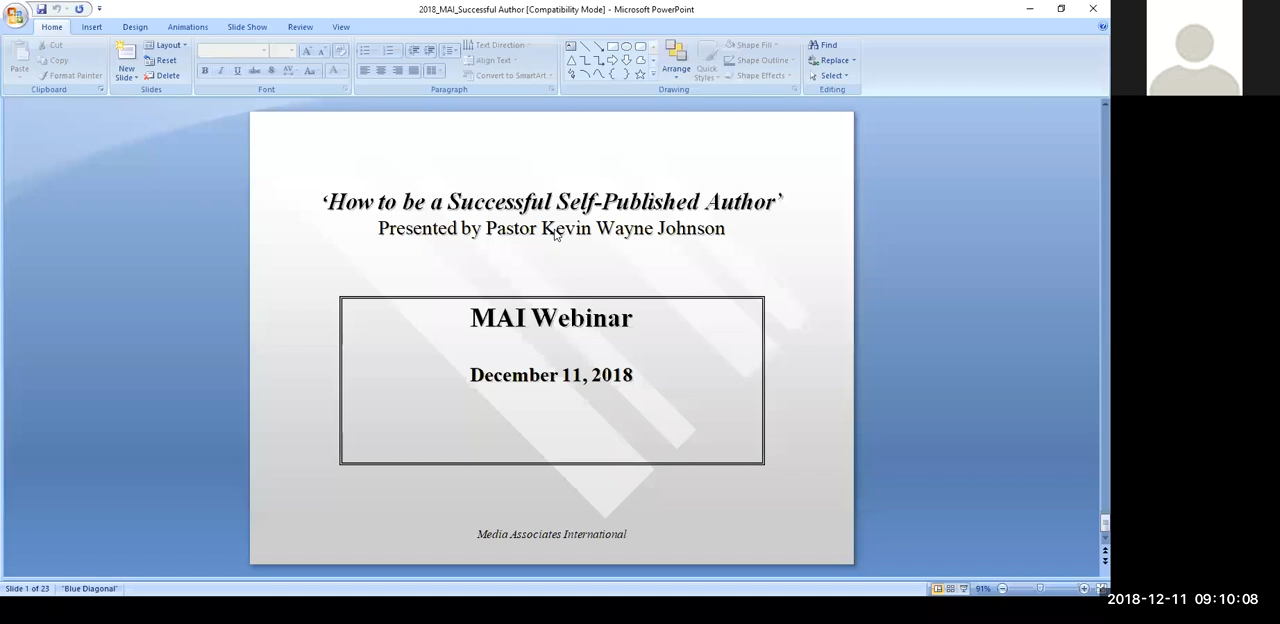 2018_MAI_Successful Author [Compatibility Mode] - Microsoft PowerPoint
Home Insert Design Animations Slide Show Review View
Paste
Cut
Copy
Format Painter
Clipboard
New Slide
Layout
Reset
Delete
Slides
B I U abc S AV Aa A
Font
Text Direction
Align Text
Convert to SmartArt
Paragraph
Arrange
Quick Styles
Shape Fill
Shape Outline
Shape Effects
Drawing
Find
Replace
Select
Editing
‘How to be a Successful Self-Published Author’
Presented by Pastor Kevin Wayne Johnson
MAI Webinar
December 11, 2018
Media Associates International
Slide 1 of 23 "Blue Diagonal" 91%
2018-12-11 09:10:08